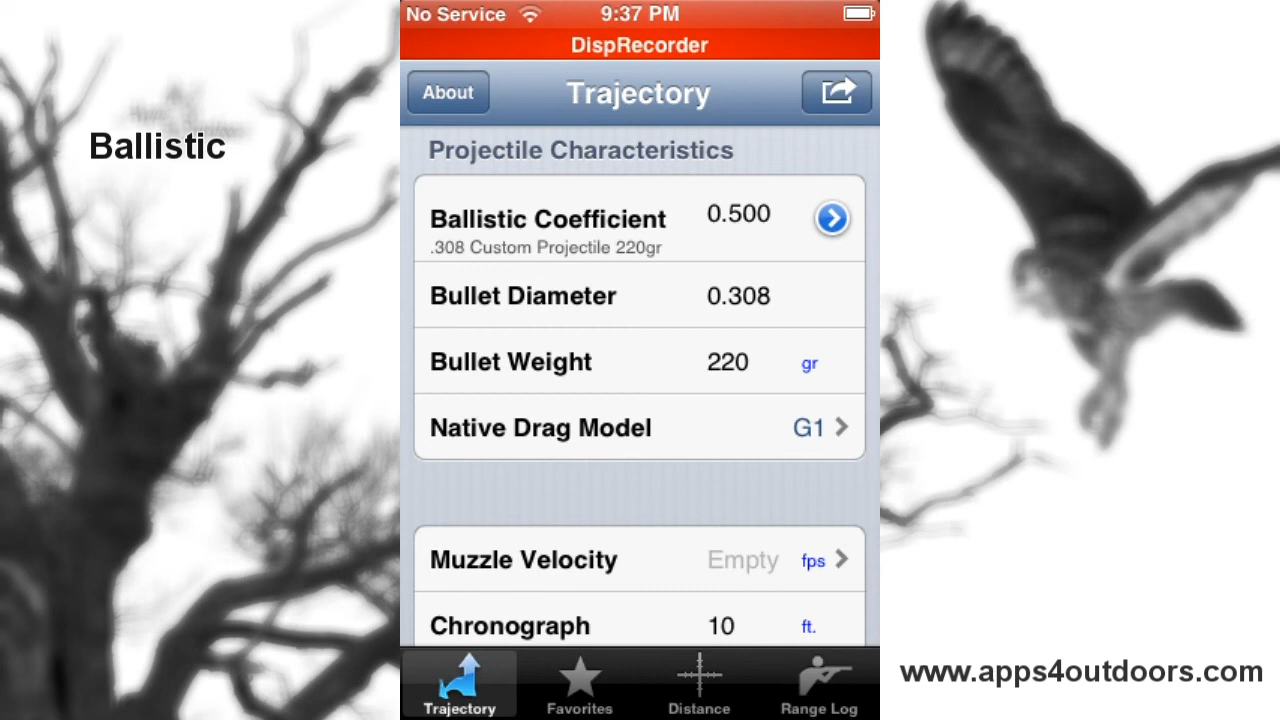 No Service 9:37 PM
DispRecorder
About Trajectory
Ballistic
Projectile Characteristics
Ballistic Coefficient 0.500
.308 Custom Projectile 220gr
Bullet Diameter 0.308
Bullet Weight 220 gr
Native Drag Model G1
Muzzle Velocity Empty fps
Chronograph 10 ft.
www.apps4outdoors.com
Trajectory Favorites Distance Range Log